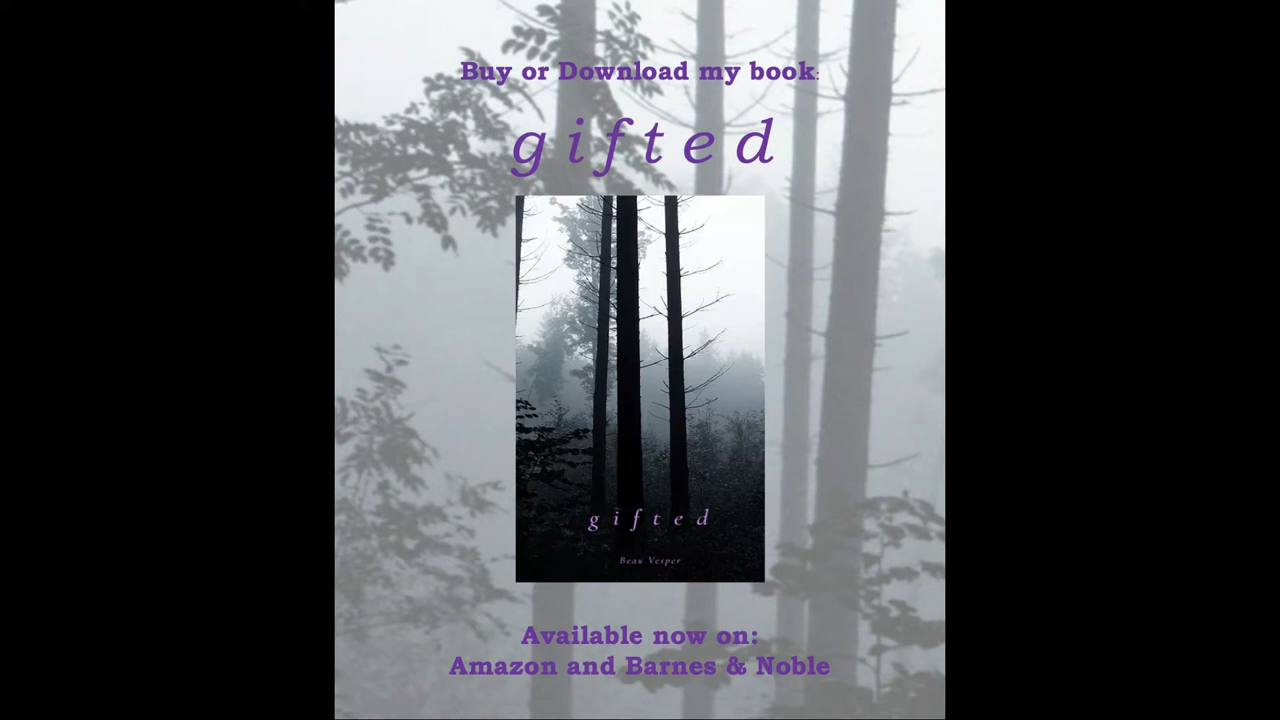 Buy or Download my book:
gifted
gifted
Beau Vesper
Available now on:
Amazon and Barnes & Noble